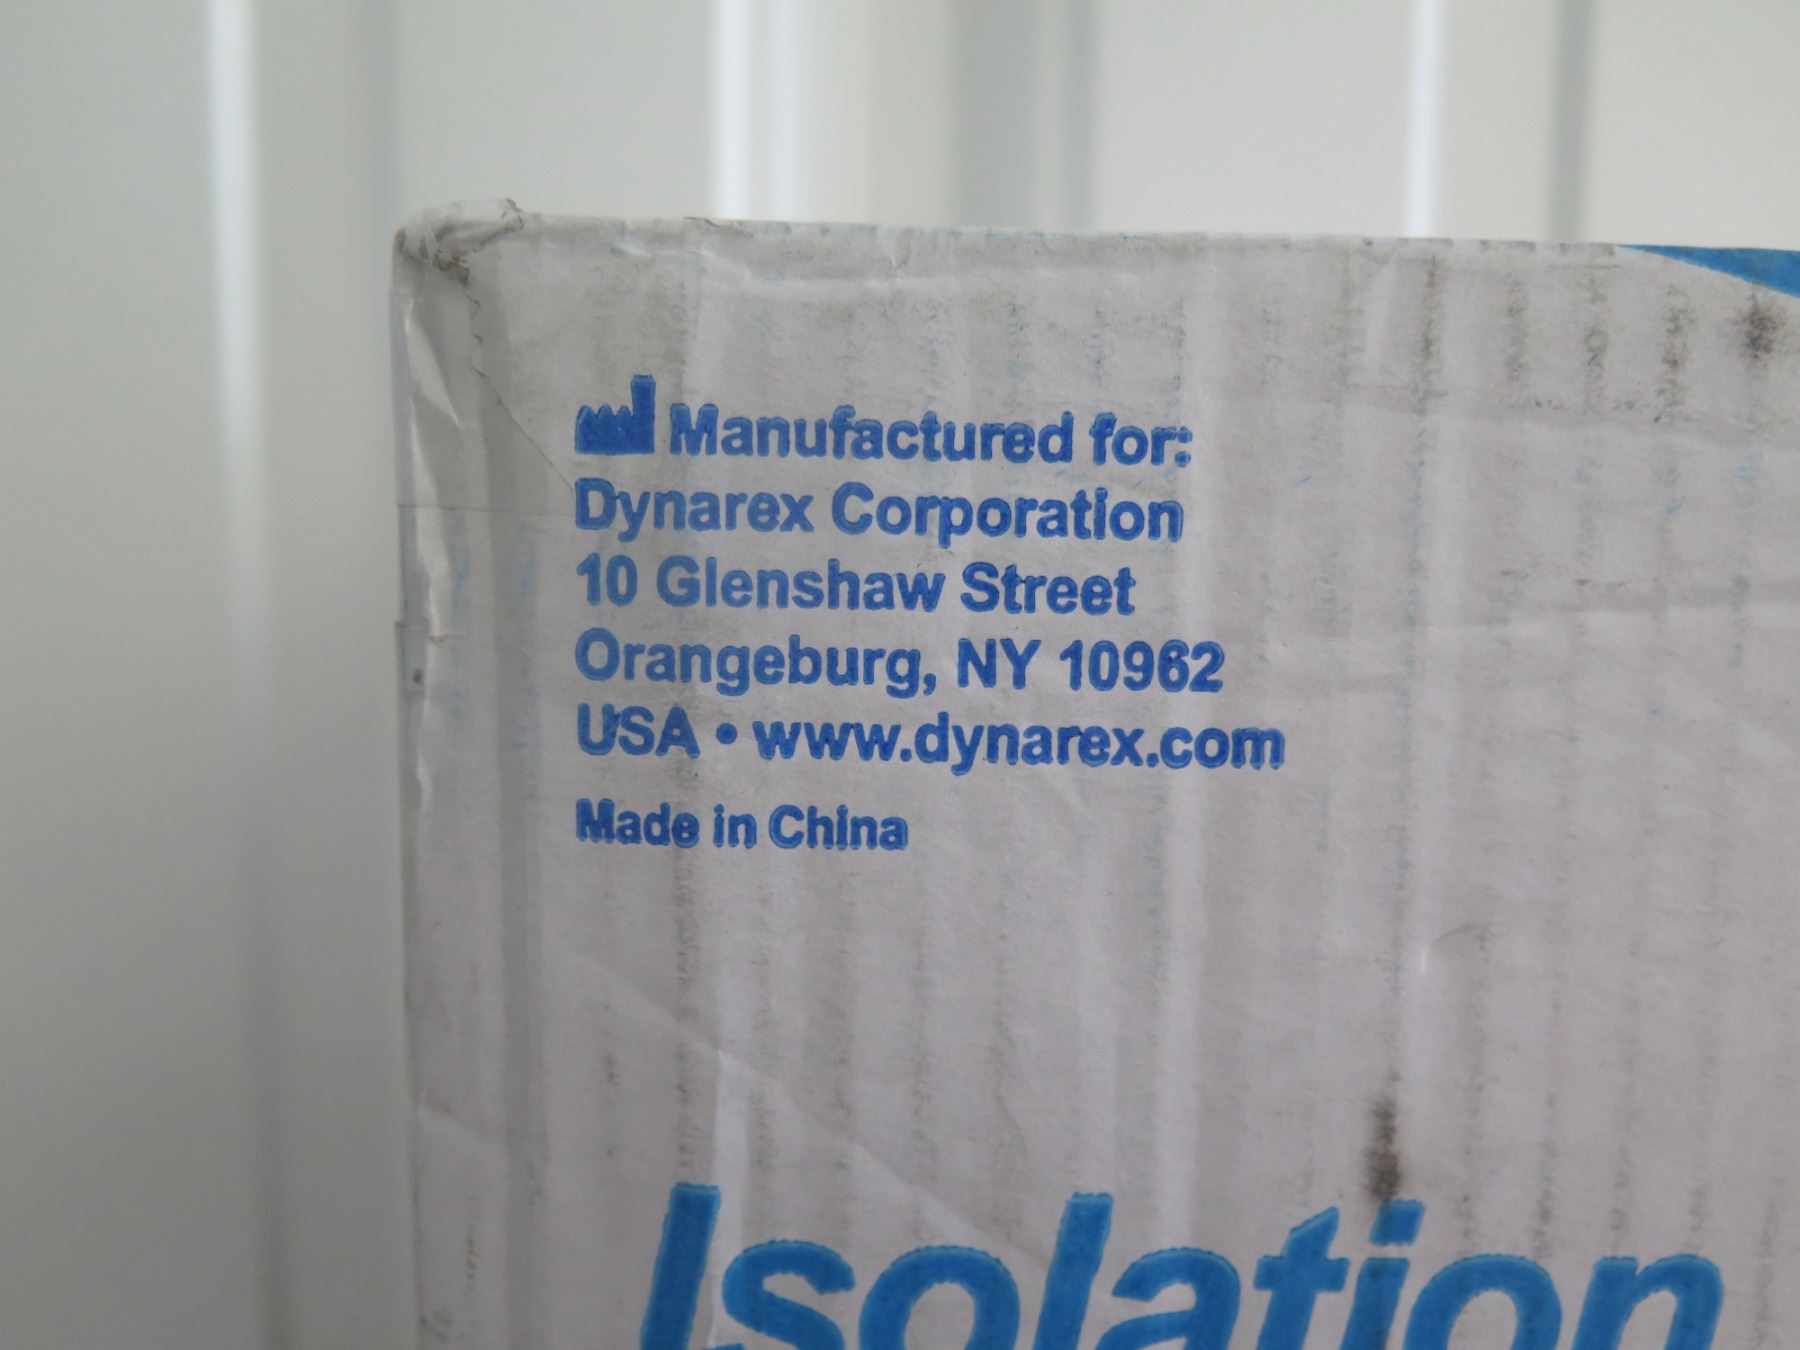 Manufactured for:
Dynarex Corporation
10 Glenshaw Street
Orangeburg, NY 10962
USA • www.dynarex.com
Made in China
Isolation